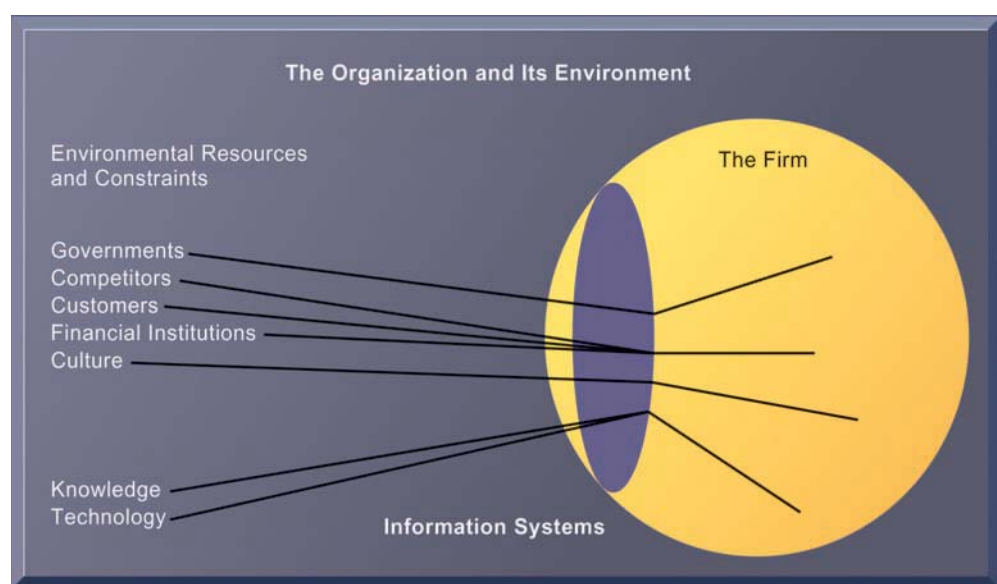 The Organization and Its Environment
Environmental Resources
and Constraints
The Firm
Governments
Competitors
Customers
Financial Institutions
Culture
Knowledge
Technology
Information Systems